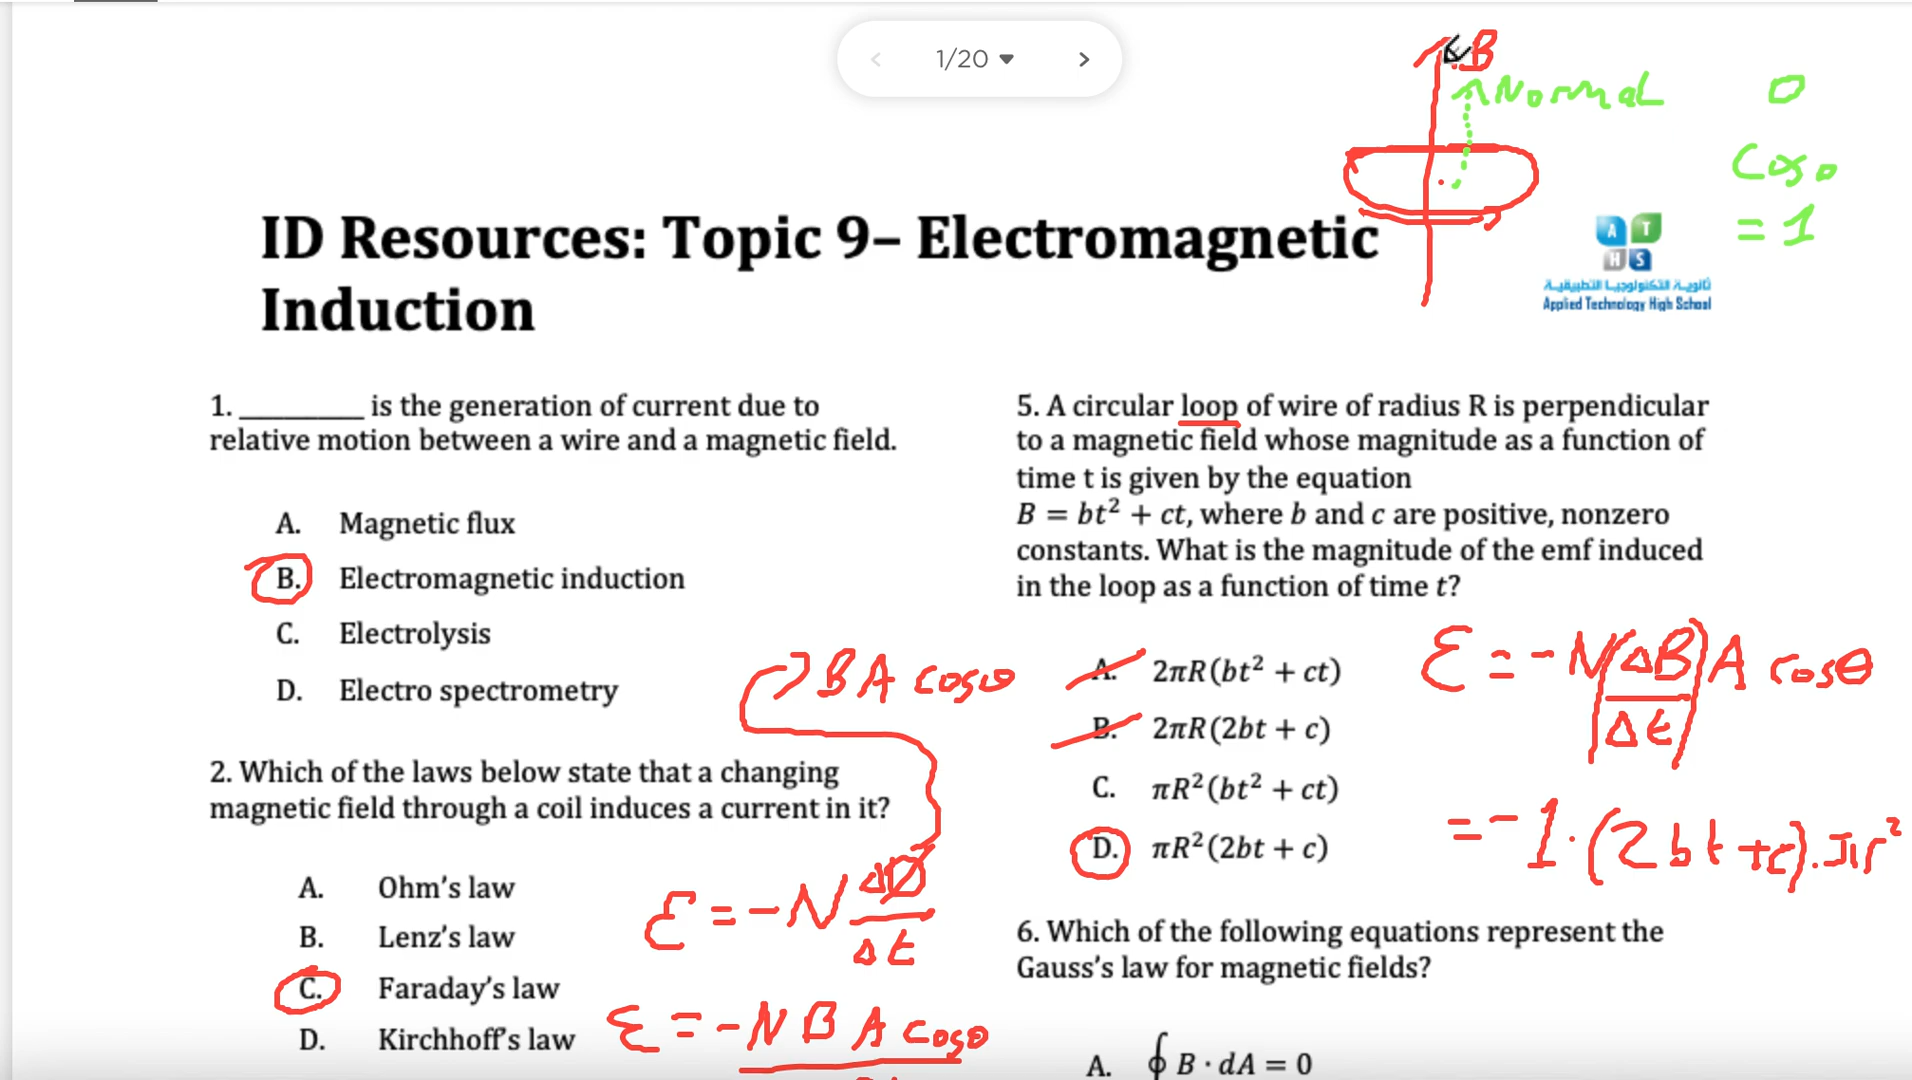 1/20
B
Normal
0
Cos 0
= 1
ID Resources: Topic 9– Electromagnetic
Induction
A T
H S
ثانوية التكنولوجيا التطبيقية
Applied Technology High School
1. ________ is the generation of current due to
relative motion between a wire and a magnetic field.
A. Magnetic flux
B. Electromagnetic induction
C. Electrolysis
D. Electro spectrometry
BA cosθ
2. Which of the laws below state that a changing
magnetic field through a coil induces a current in it?
A. Ohm's law
B. Lenz's law
C. Faraday's law
D. Kirchhoff's law
Ɛ = -N ΔØ
Δt
Ɛ = -N B A cosθ
5. A circular loop of wire of radius R is perpendicular
to a magnetic field whose magnitude as a function of
time t is given by the equation
B = bt² + ct, where b and c are positive, nonzero
constants. What is the magnitude of the emf induced
in the loop as a function of time t?
A. 2πR(bt² + ct)
B. 2πR(2bt + c)
C. πR²(bt² + ct)
D. πR²(2bt + c)
Ɛ = -N (ΔB) A cosθ
Δt
= -1·(2bt+c).πr²
6. Which of the following equations represent the
Gauss's law for magnetic fields?
A. ∮ B · dA = 0